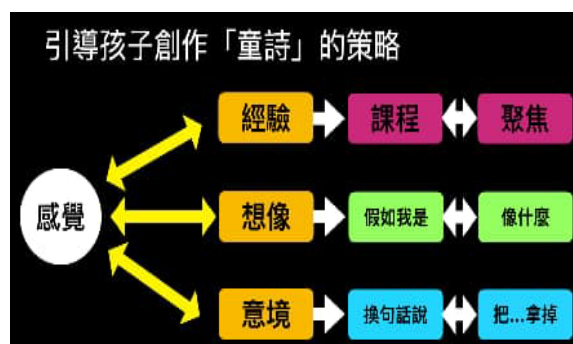 引導孩子創作「童詩」的策略
經驗
課程
聚焦
感覺
想像
假如我是
像什麼
意境
換句話說
把...拿掉